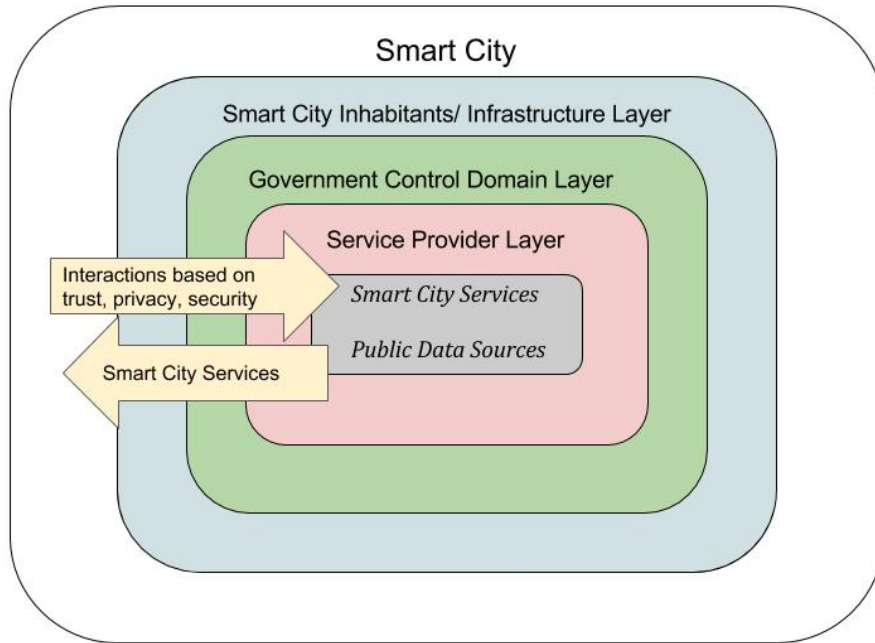 Smart City
Smart City Inhabitants/ Infrastructure Layer
Government Control Domain Layer
Service Provider Layer
Interactions based on
trust, privacy, security
Smart City Services
Public Data Sources
Smart City Services